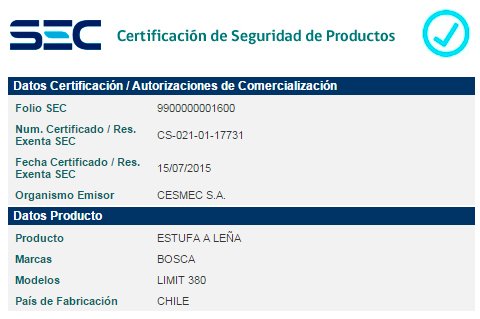 SEC Certificación de Seguridad de Productos
Datos Certificación / Autorizaciones de Comercialización
Folio SEC 9900000001600
Num. Certificado / Res. Exenta SEC CS-021-01-17731
Fecha Certificado / Res. Exenta SEC 15/07/2015
Organismo Emisor CESMEC S.A.
Datos Producto
Producto ESTUFA A LEÑA
Marcas BOSCA
Modelos LIMIT 380
País de Fabricación CHILE